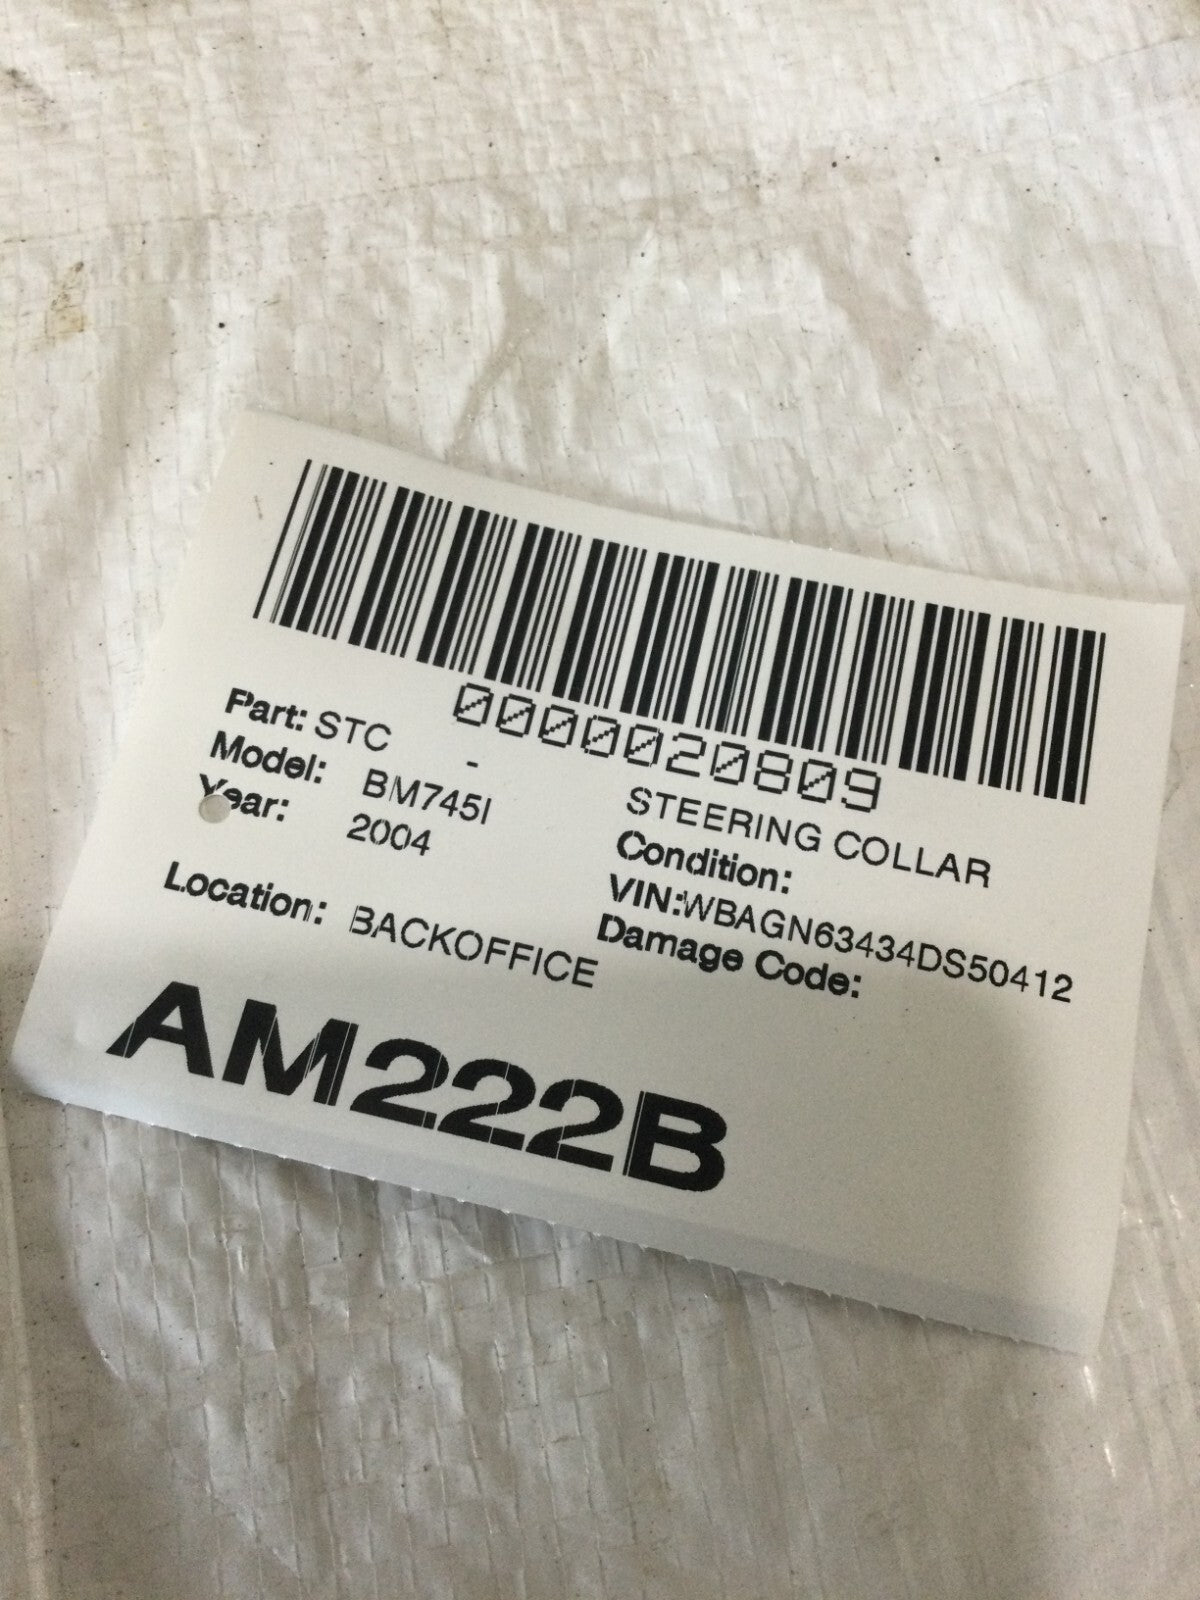 0000020809
Part: STC - STEERING COLLAR
Model: BM745I Condition:
Year: 2004 VIN:WBAGN63434DS50412
Damage Code:
Location: BACKOFFICE
AM222B